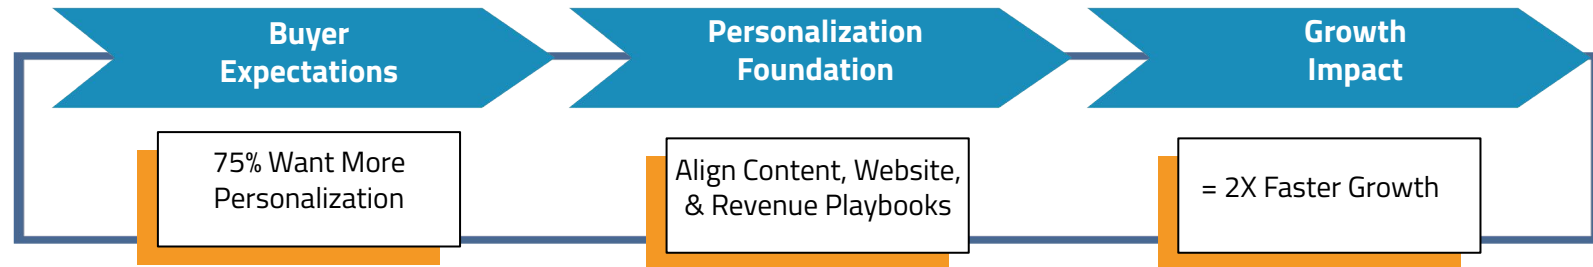 Buyer
Expectations
75% Want More
Personalization
Personalization
Foundation
Align Content, Website,
& Revenue Playbooks
Growth
Impact
= 2X Faster Growth